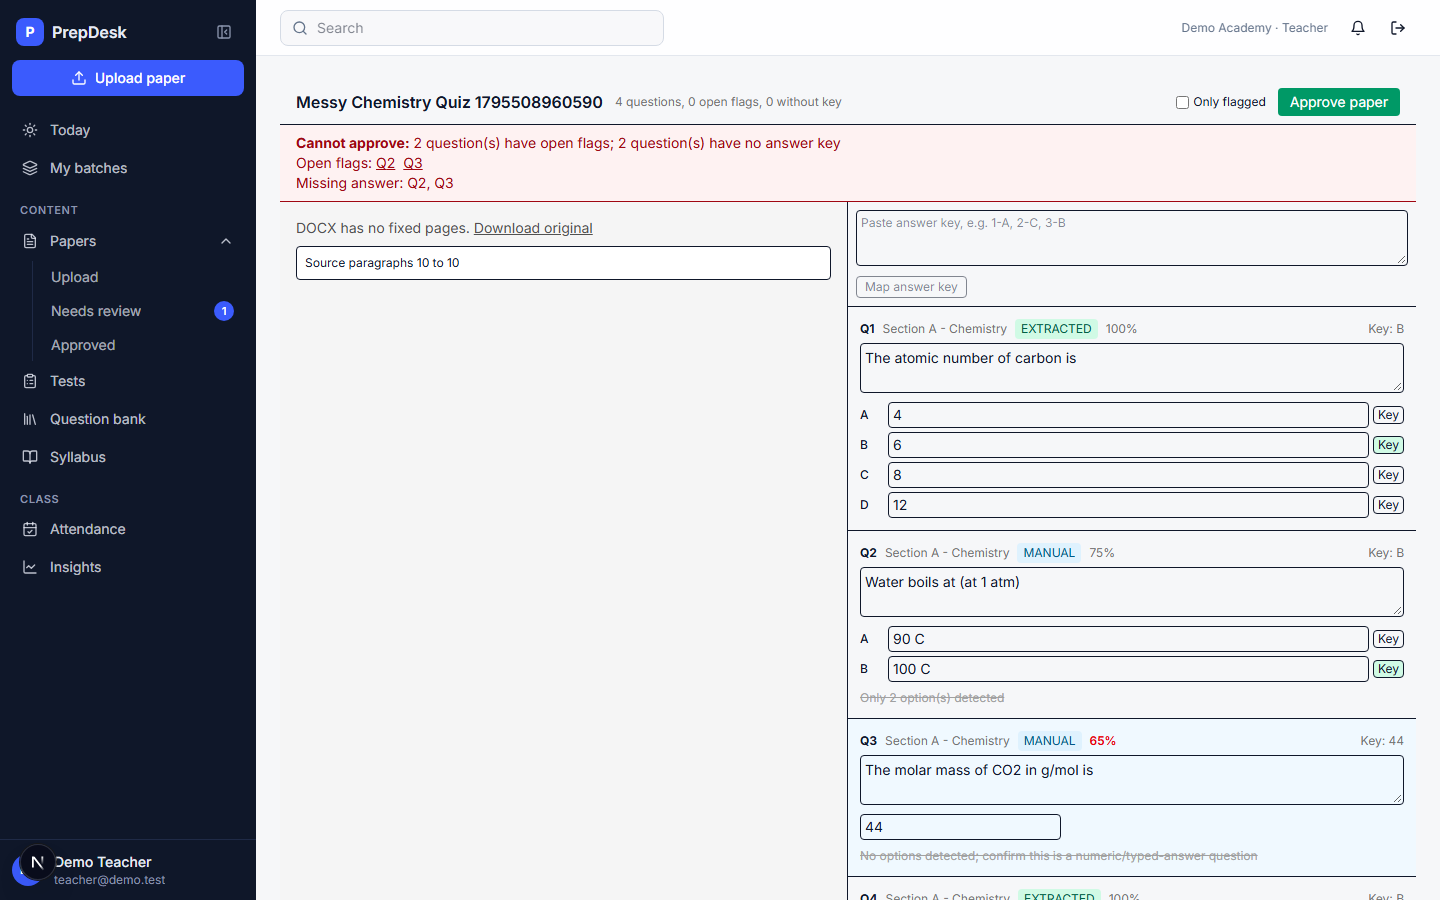 P PrepDesk
Upload paper
Today
My batches
CONTENT
Papers
Upload
Needs review 1
Approved
Tests
Question bank
Syllabus
CLASS
Attendance
Insights
N Demo Teacher
teacher@demo.test
Search
Demo Academy · Teacher
Messy Chemistry Quiz 1795508960590 4 questions, 0 open flags, 0 without key
Only flagged Approve paper
Cannot approve: 2 question(s) have open flags; 2 question(s) have no answer key
Open flags: Q2 Q3
Missing answer: Q2, Q3
DOCX has no fixed pages. Download original
Source paragraphs 10 to 10
Paste answer key, e.g. 1-A, 2-C, 3-B
Map answer key
Q1 Section A - Chemistry EXTRACTED 100% Key: B
The atomic number of carbon is
A 4 Key
B 6 Key
C 8 Key
D 12 Key
Q2 Section A - Chemistry MANUAL 75% Key: B
Water boils at (at 1 atm)
A 90 C Key
B 100 C Key
Only 2 option(s) detected
Q3 Section A - Chemistry MANUAL 65% Key: 44
The molar mass of CO2 in g/mol is
44
No options detected; confirm this is a numeric/typed-answer question
Q4 Section A - Chemistry EXTRACTED 100% Key: B